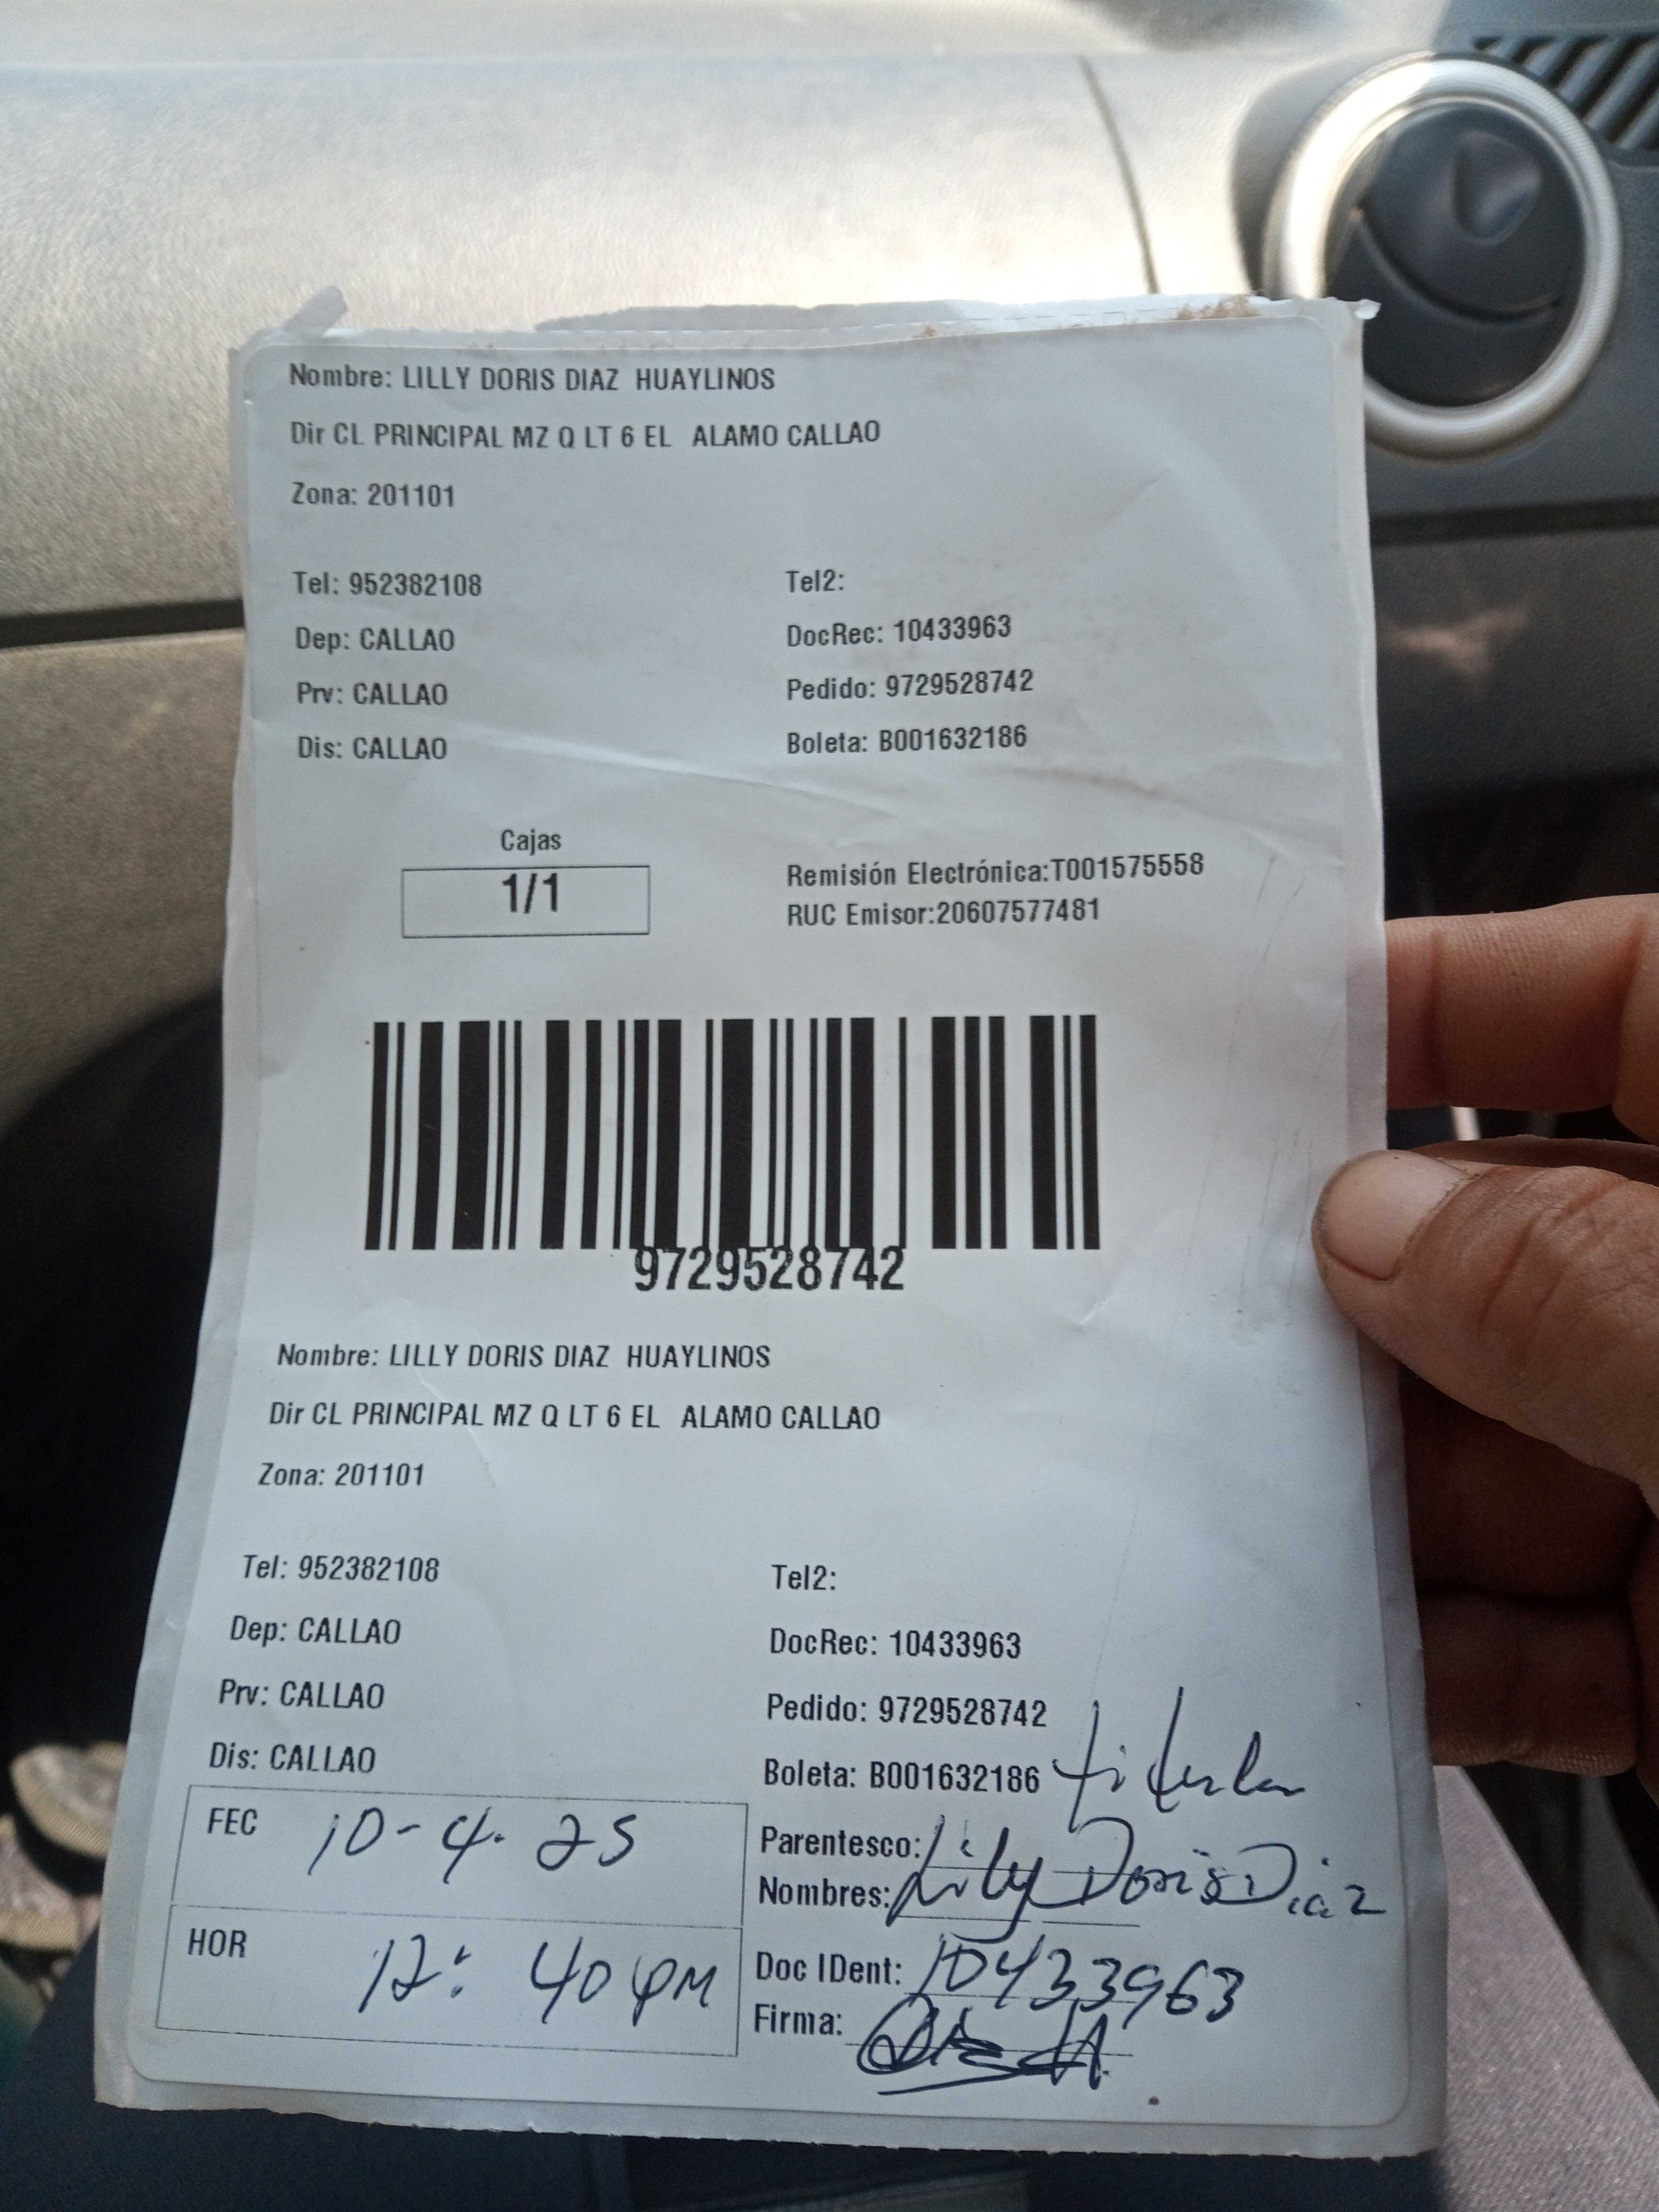 Nombre: LILLY DORIS DIAZ HUAYLINOS
Dir CL PRINCIPAL MZ Q LT 6 EL ALAMO CALLAO
Zona: 201101
Tel: 952382108 Tel2:
Dep: CALLAO DocRec: 10433963
Prv: CALLAO Pedido: 9729528742
Dis: CALLAO Boleta: B001632186
Cajas
1/1
Remisión Electrónica:T001575558
RUC Emisor:20607577481
9729528742
Nombre: LILLY DORIS DIAZ HUAYLINOS
Dir CL PRINCIPAL MZ Q LT 6 EL ALAMO CALLAO
Zona: 201101
Tel: 952382108 Tel2:
Dep: CALLAO DocRec: 10433963
Prv: CALLAO Pedido: 9729528742
Dis: CALLAO Boleta: B001632186 titular
FEC 10-4-25 Parentesco:
Nombres: Lily Doris Diaz
HOR 12:40 PM Doc IDent: 10433963
Firma: